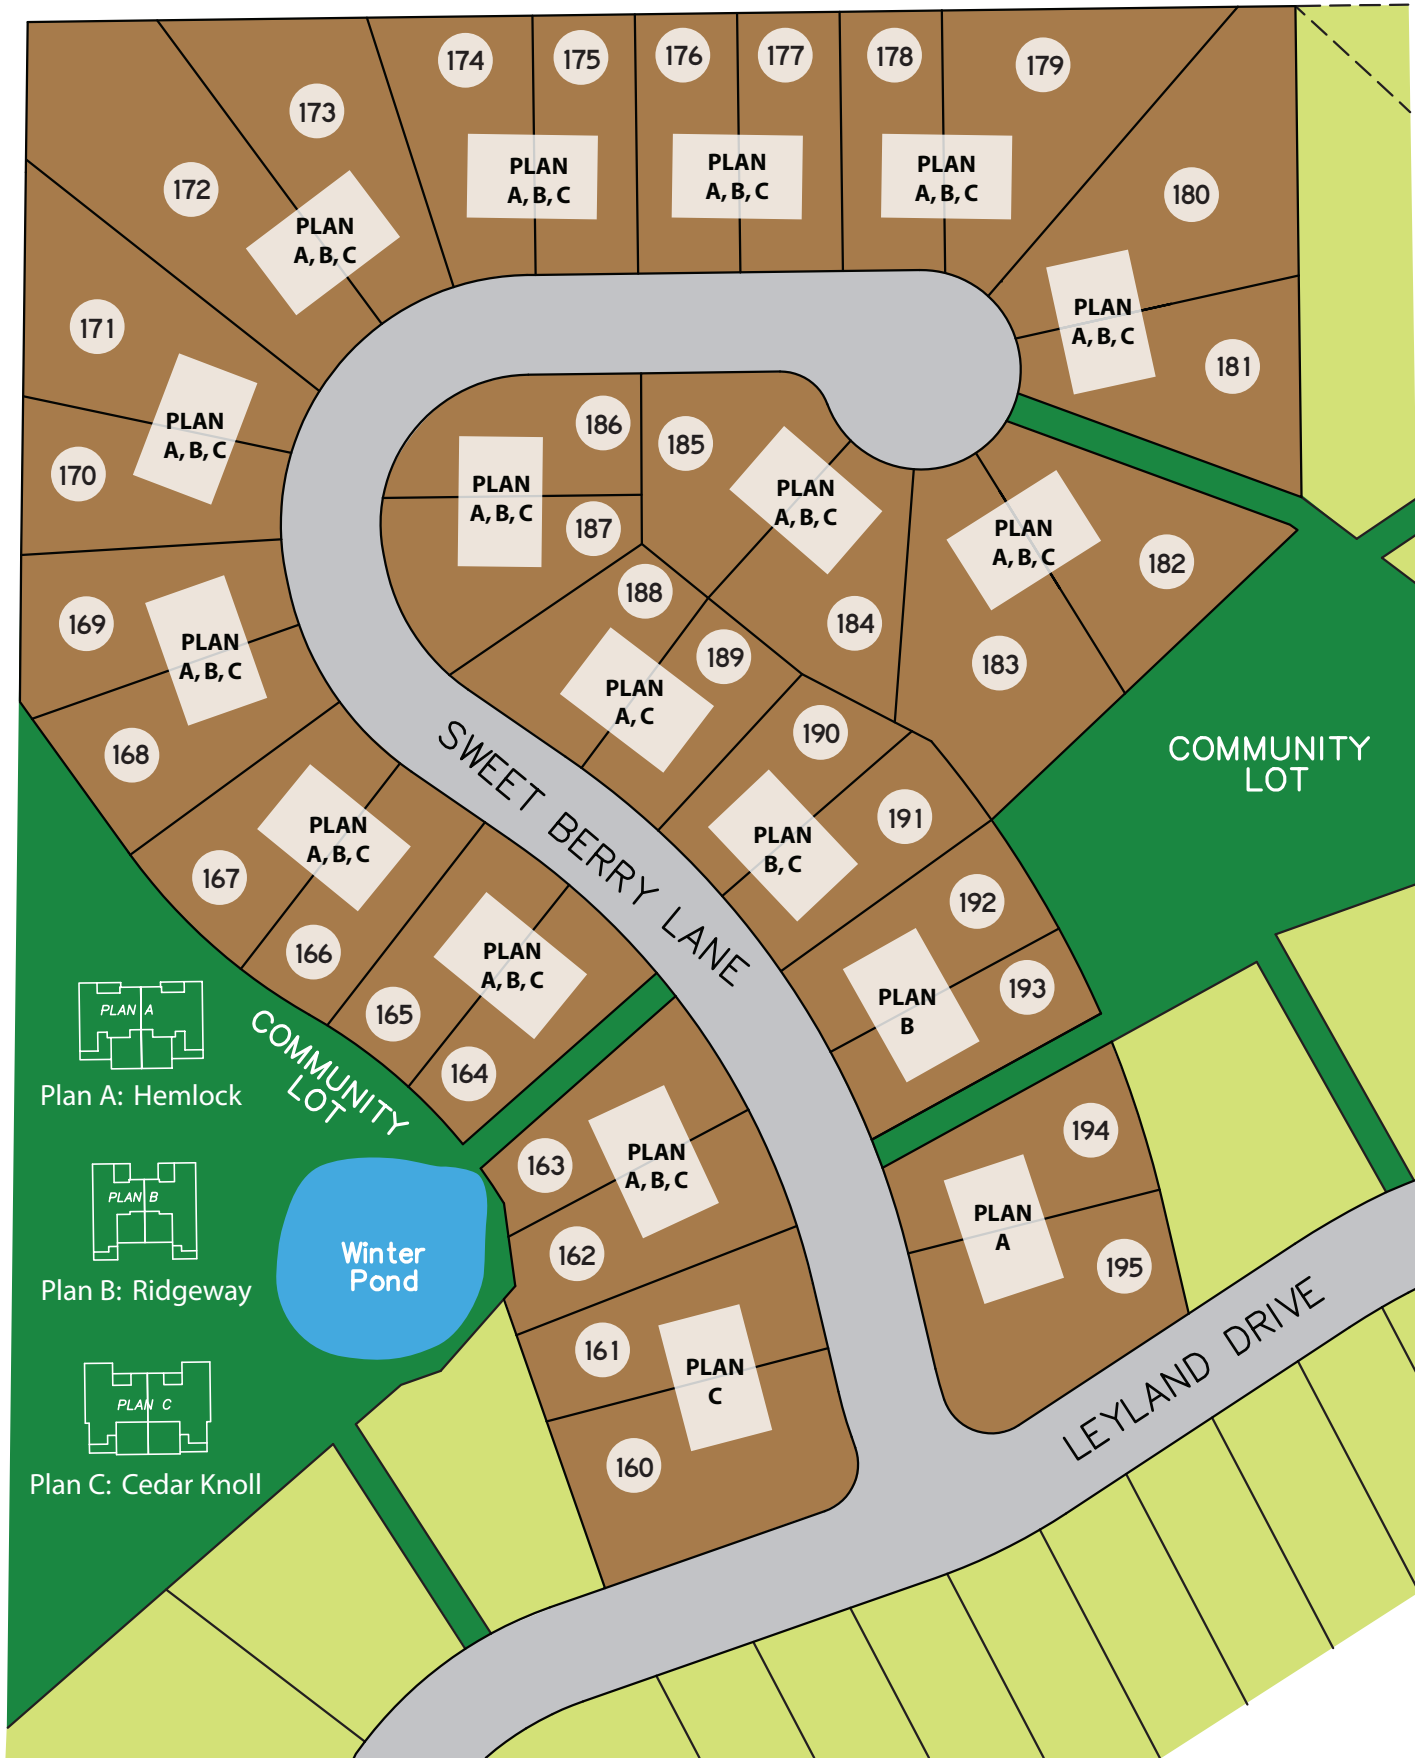 174
175
176
177
178
179
173
172
180
PLAN
A, B, C
PLAN
A, B, C
PLAN
A, B, C
PLAN
A, B, C
PLAN
A, B, C
171
181
170
PLAN
A, B, C
186
185
PLAN
A, B, C
187
PLAN
A, B, C
PLAN
A, B, C
182
169
PLAN
A, B, C
188
189
184
183
168
PLAN
A, C
190
COMMUNITY
LOT
SWEET BERRY LANE
167
PLAN
A, B, C
166
PLAN
B, C
191
192
165
PLAN
A, B, C
164
PLAN
B
193
PLAN A
Plan A: Hemlock
COMMUNITY
LOT
163
PLAN
A, B, C
162
194
PLAN
A
195
PLAN B
Plan B: Ridgeway
Winter
Pond
161
PLAN
C
160
PLAN C
Plan C: Cedar Knoll
LEYLAND DRIVE